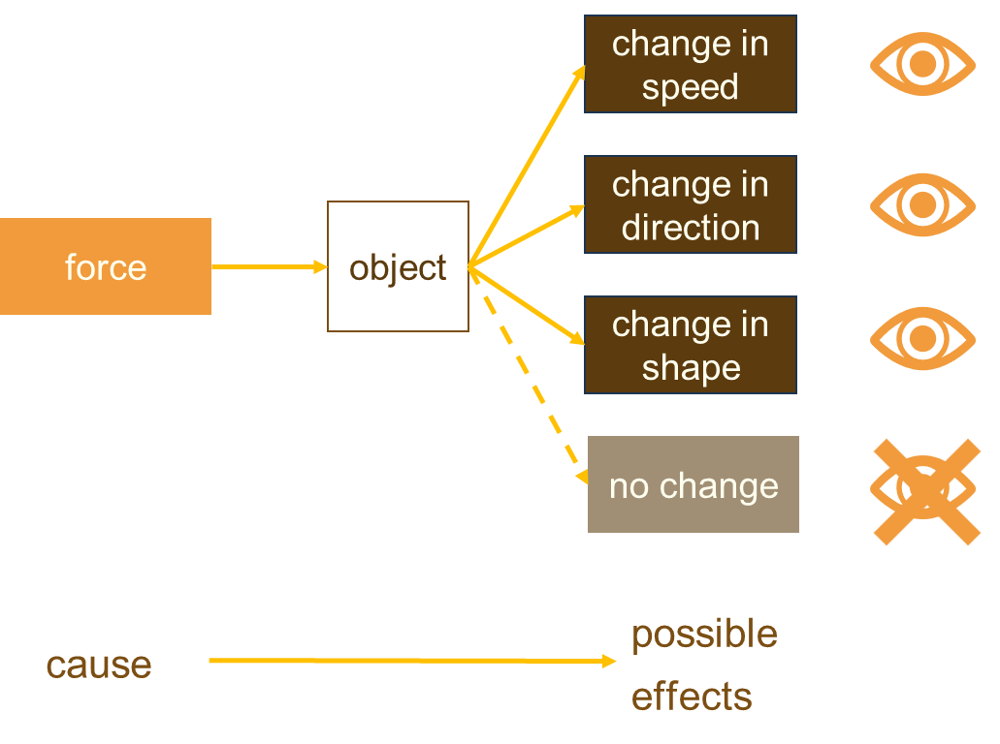 change in
speed
change in
direction
force
object
change in
shape
no change
cause
possible
effects